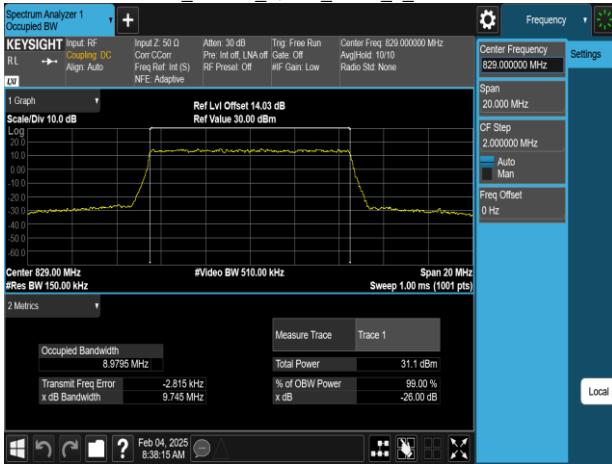 Spectrum Analyzer 1
Occupied BW
Frequency
KEYSIGHT
RL
LXI
Input: RF
Coupling: DC
Align: Auto
Input Z: 50 Ω
Corr CCorr
Freq Ref: Int (S)
NFE: Adaptive
Atten: 30 dB
Pre: Int off, LNA off
RF Presel: Off
Trig: Free Run
Gate: Off
#IF Gain: Low
Center Freq: 829.000000 MHz
Avg|Hold: 10/10
Radio Std: None
Center Frequency
829.000000 MHz
Settings
Span
20.000 MHz
CF Step
2.000000 MHz
Auto
Man
Freq Offset
0 Hz
Local
1 Graph
Scale/Div 10.0 dB
Ref Lvl Offset 14.03 dB
Ref Value 30.00 dBm
Log
20.0
10.0
0.00
-10.0
-20.0
-30.0
-40.0
-50.0
-60.0
Center 829.00 MHz
#Video BW 510.00 kHz
Span 20 MHz
#Res BW 150.00 kHz
Sweep 1.00 ms (1001 pts)
2 Metrics
Measure Trace Trace 1
Occupied Bandwidth
8.9795 MHz
Total Power 31.1 dBm
Transmit Freq Error -2.815 kHz
% of OBW Power 99.00 %
x dB Bandwidth 9.745 MHz
x dB -26.00 dB
?
Feb 04, 2025
8:38:15 AM